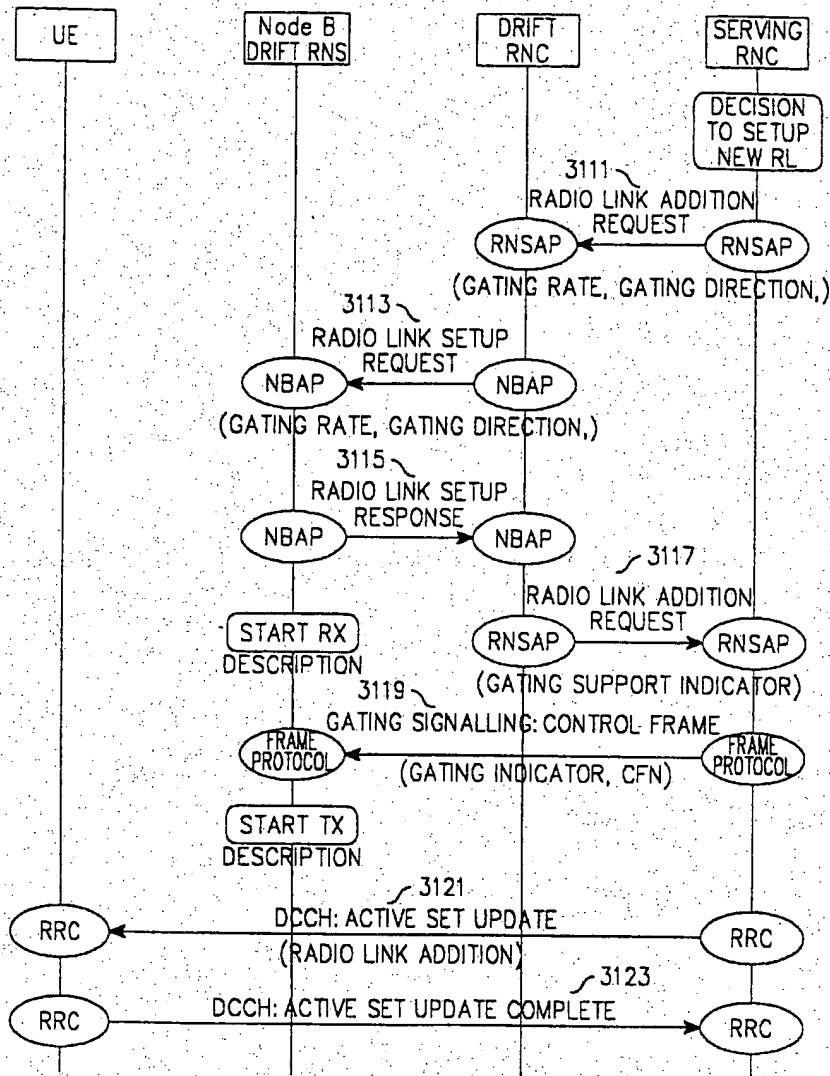 UE
Node B
DRIFT RNS
DRIFT
RNC
SERVING
RNC
DECISION
TO SETUP
NEW RL
3111
RADIO LINK ADDITION
REQUEST
RNSAP
RNSAP
(GATING RATE, GATING DIRECTION,)
3113
RADIO LINK SETUP
REQUEST
NBAP
NBAP
(GATING RATE, GATING DIRECTION,)
3115
RADIO LINK SETUP
RESPONSE
NBAP
NBAP
3117
RADIO LINK ADDITION
REQUEST
START RX
DESCRIPTION
RNSAP
RNSAP
(GATING SUPPORT INDICATOR)
3119
GATING SIGNALLING: CONTROL FRAME
FRAME
PROTOCOL
FRAME
PROTOCOL
(GATING INDICATOR, CFN)
START TX
DESCRIPTION
3121
DCCH: ACTIVE SET UPDATE
RRC
RRC
(RADIO LINK ADDITION)
3123
DCCH: ACTIVE SET UPDATE COMPLETE
RRC
RRC